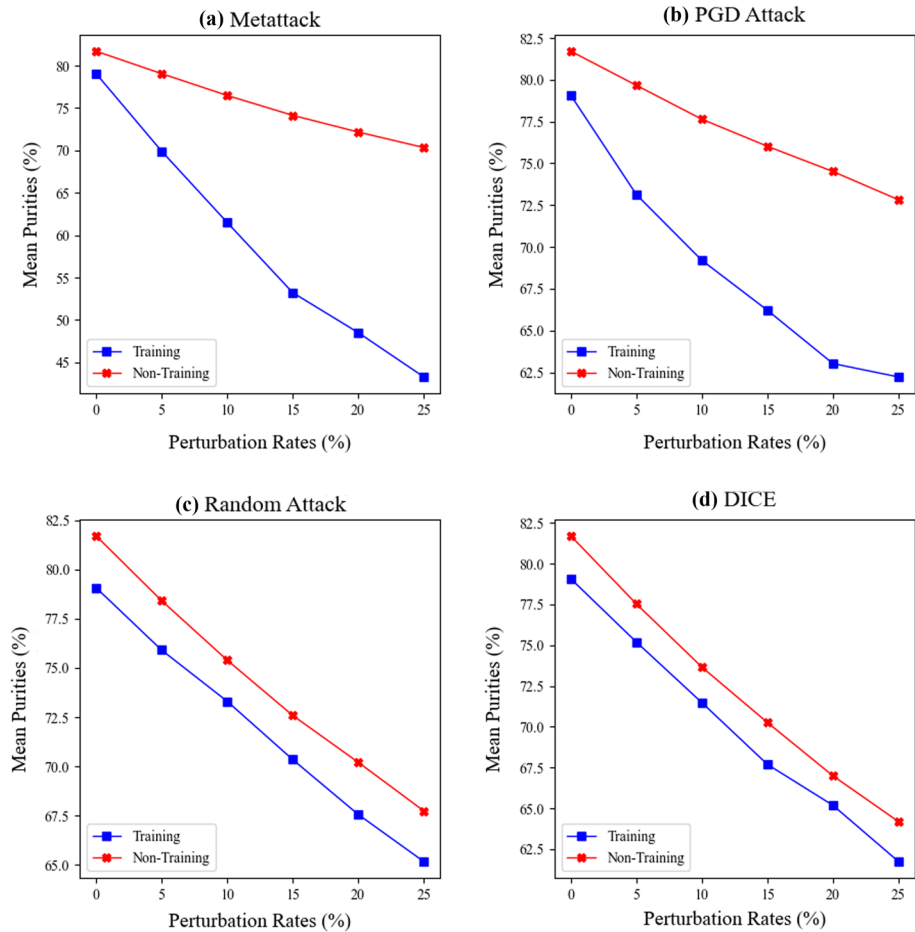 (a) Metattack
Mean Purities (%)
80
75
70
65
60
55
50
45
Training
Non-Training
0 5 10 15 20 25
Perturbation Rates (%)
(b) PGD Attack
Mean Purities (%)
82.5
80.0
77.5
75.0
72.5
70.0
67.5
65.0
62.5
Training
Non-Training
0 5 10 15 20 25
Perturbation Rates (%)
(c) Random Attack
Mean Purities (%)
82.5
80.0
77.5
75.0
72.5
70.0
67.5
65.0
Training
Non-Training
0 5 10 15 20 25
Perturbation Rates (%)
(d) DICE
Mean Purities (%)
82.5
80.0
77.5
75.0
72.5
70.0
67.5
65.0
62.5
Training
Non-Training
0 5 10 15 20 25
Perturbation Rates (%)